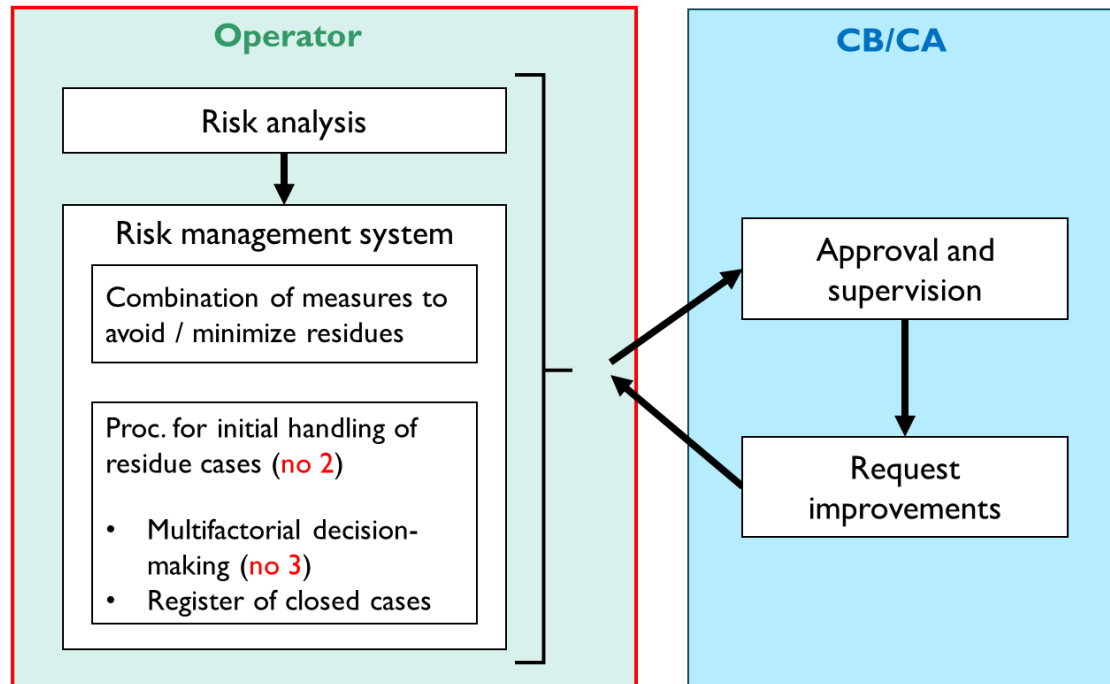 Operator
Risk analysis
Risk management system
Combination of measures to
avoid / minimize residues
Proc. for initial handling of
residue cases (no 2)
• Multifactorial decision-
making (no 3)
• Register of closed cases
CB/CA
Approval and
supervision
Request
improvements